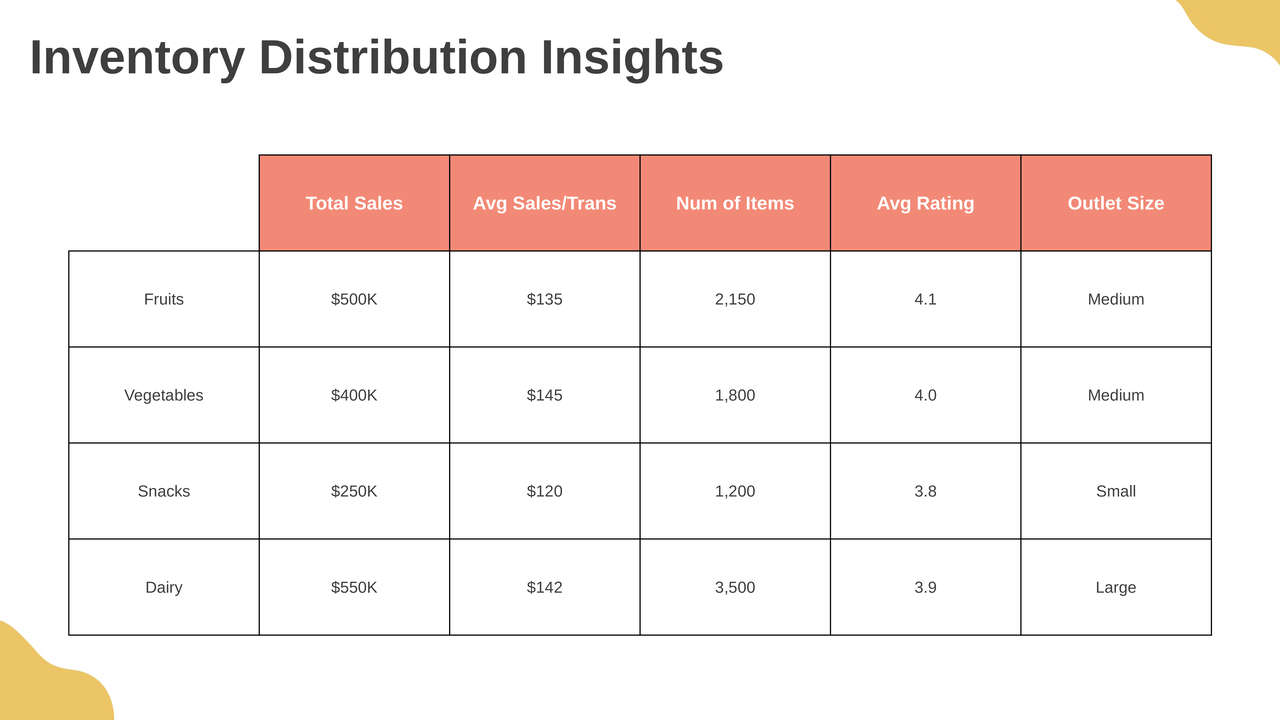 Inventory Distribution Insights
Total Sales Avg Sales/Trans Num of Items Avg Rating Outlet Size
Fruits $500K $135 2,150 4.1 Medium
Vegetables $400K $145 1,800 4.0 Medium
Snacks $250K $120 1,200 3.8 Small
Dairy $550K $142 3,500 3.9 Large